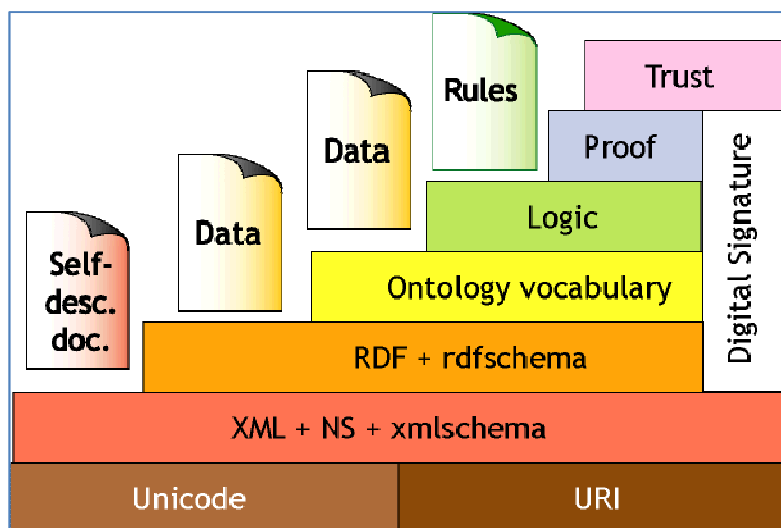 Rules
Trust
Data
Proof
Data
Logic
Self-
desc.
doc.
Ontology vocabulary
Digital Signature
RDF + rdfschema
XML + NS + xmlschema
Unicode
URI